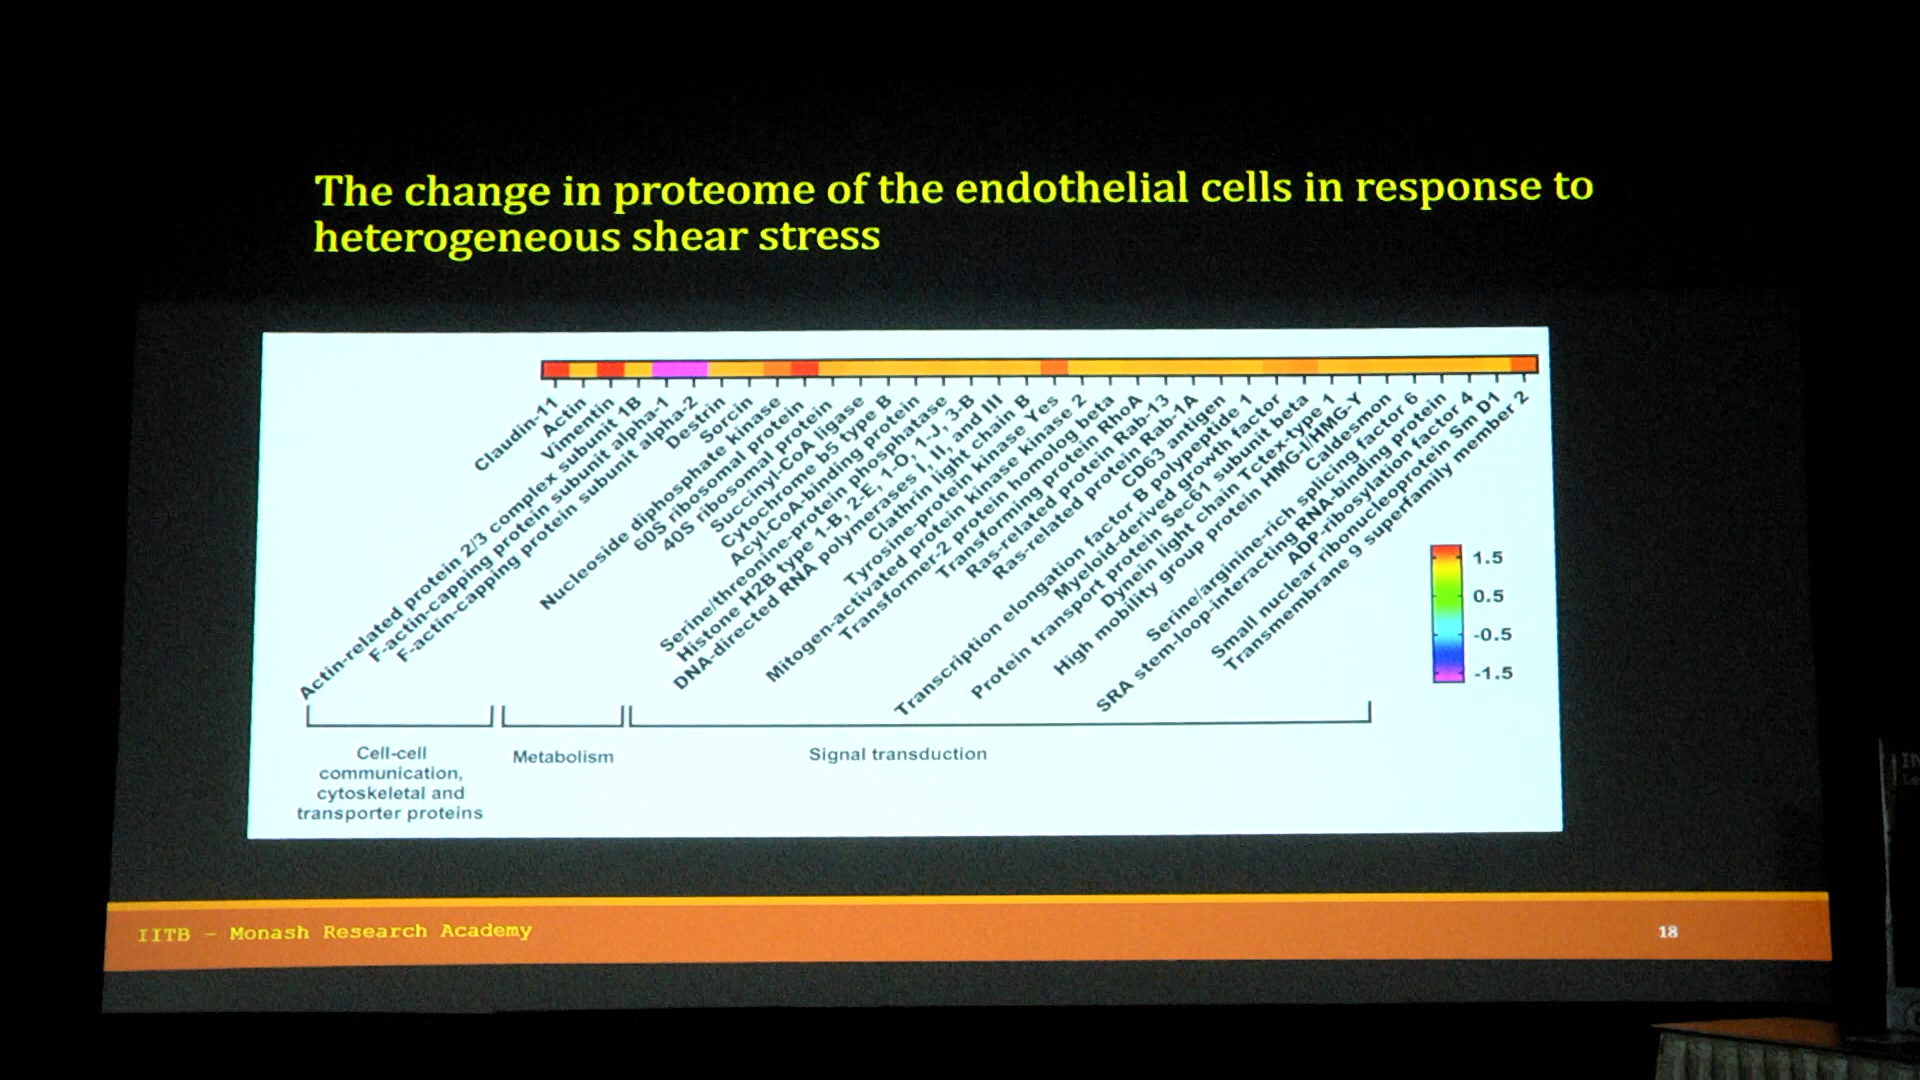 The change in proteome of the endothelial cells in response to
heterogeneous shear stress
Claudin-11
Actin
Vimentin
Actin-related protein 2/3 complex subunit 1B
F-actin-capping protein subunit alpha-1
F-actin-capping protein subunit alpha-2
Destrin
Sorcin
Nucleoside diphosphate kinase
60S ribosomal protein
40S ribosomal protein
Succinyl-CoA ligase
Cytochrome b5 type B
Acyl-CoA-binding protein
Serine/threonine-protein phosphatase
Histone H2B type 1-B, 2-E, 1-O, 1-J, 3-B
DNA-directed RNA polymerases I, II, and III
Clathrin light chain B
Tyrosine-protein kinase Yes
Mitogen-activated protein kinase kinase 2
Transformer-2 protein homolog beta
Transforming protein RhoA
Ras-related protein Rab-13
Ras-related protein Rab-1A
CD63 antigen
Transcription elongation factor B polypeptide 1
Myeloid-derived growth factor
Protein transport protein Sec61 subunit beta
Dynein light chain Tctex-type 1
High mobility group protein HMG-I/HMG-Y
Caldesmon
Serine/arginine-rich splicing factor 6
SRA stem-loop-interacting RNA-binding protein
ADP-ribosylation factor 4
Small nuclear ribonucleoprotein Sm D1
Transmembrane 9 superfamily member 2
1.5
0.5
-0.5
-1.5
Cell-cell
communication,
cytoskeletal and
transporter proteins
Metabolism
Signal transduction
IITB – Monash Research Academy
18